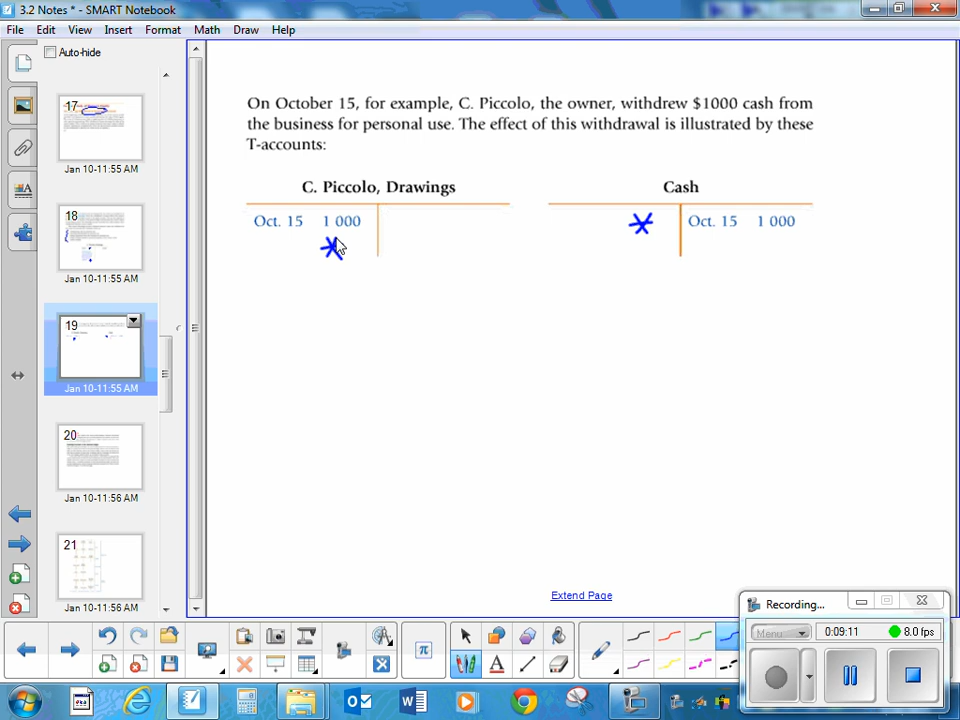 3.2 Notes * - SMART Notebook
File Edit View Insert Format Math Draw Help
Auto-hide
17
Jan 10-11:55 AM
18
Jan 10-11:55 AM
19
Jan 10-11:55 AM
20
Jan 10-11:56 AM
21
Jan 10-11:56 AM
On October 15, for example, C. Piccolo, the owner, withdrew $1000 cash from
the business for personal use. The effect of this withdrawal is illustrated by these
T-accounts:
C. Piccolo, Drawings
Oct. 15 1 000
Cash
Oct. 15 1 000
Extend Page
Recording...
Menu 0:09:11 8.0 fps